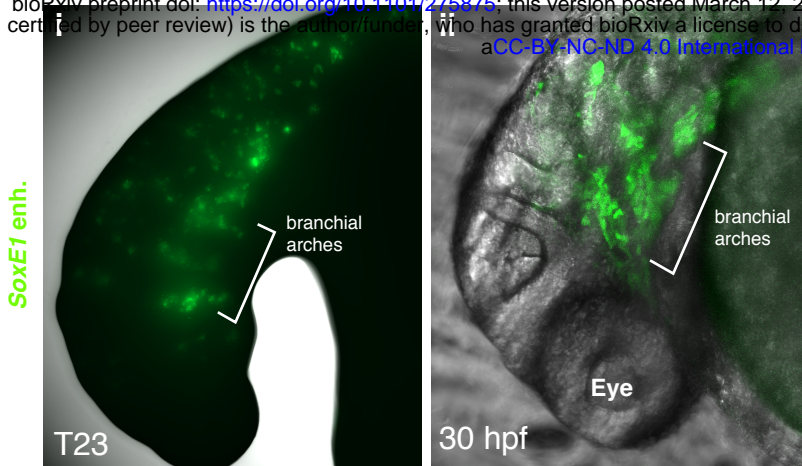 bioRxiv preprint doi: https://doi.org/10.1101/275875; this version posted March 12, 2
certified by peer review) is the author/funder, who has granted bioRxiv a license to d
aCC-BY-NC-ND 4.0 International
i
ii
SoxE1 enh.
branchial
arches
branchial
arches
Eye
T23
30 hpf